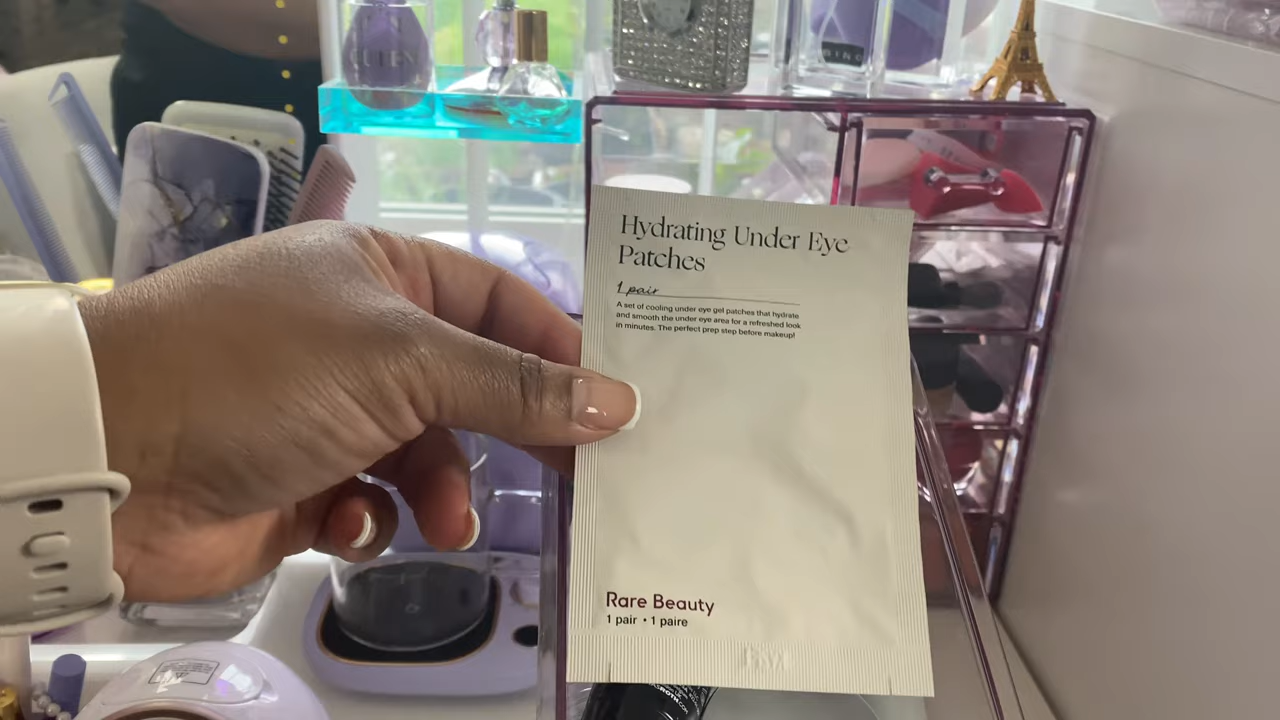 QUEEN
Hydrating Under Eye
Patches
1 pair
A set of cooling under eye gel patches that hydrate
and smooth the under eye area for a refreshed look
in minutes. The perfect prep step before makeup!
Rare Beauty
1 pair • 1 paire